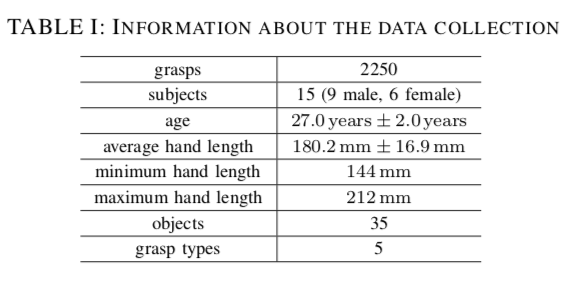 TABLE I: INFORMATION ABOUT THE DATA COLLECTION
grasps 2250
subjects 15 (9 male, 6 female)
age 27.0 years ± 2.0 years
average hand length 180.2 mm ± 16.9 mm
minimum hand length 144 mm
maximum hand length 212 mm
objects 35
grasp types 5